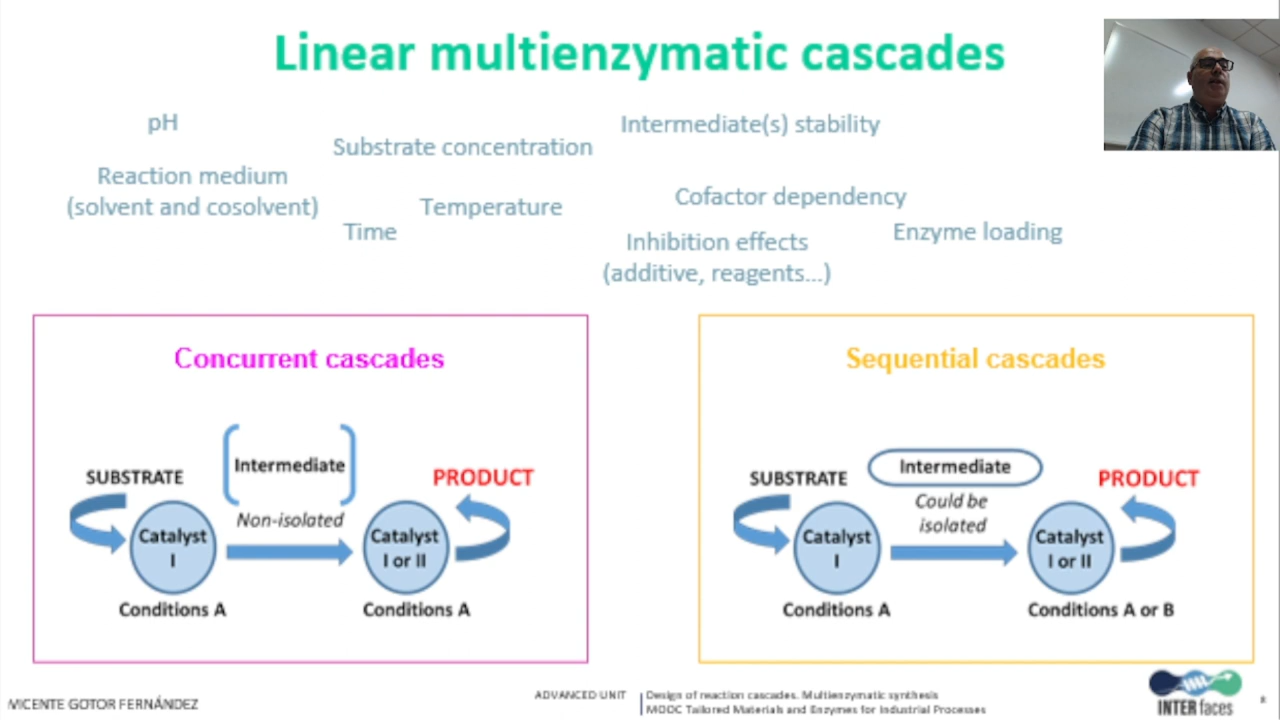 Linear multienzymatic cascades
pH
Substrate concentration
Intermediate(s) stability
Reaction medium
(solvent and cosolvent)
Temperature
Time
Cofactor dependency
Inhibition effects
(additive, reagents...)
Enzyme loading
Concurrent cascades
SUBSTRATE
Intermediate
PRODUCT
Non-isolated
Catalyst
I
Catalyst
I or II
Conditions A
Conditions A
Sequential cascades
SUBSTRATE
Intermediate
PRODUCT
Could be
isolated
Catalyst
I
Catalyst
I or II
Conditions A
Conditions A or B
VICENTE GOTOR FERNÁNDEZ
ADVANCED UNIT
Design of reaction cascades. Multienzymatic synthesis
MOOC Tailored Materials and Enzymes for Industrial Processes
INTERfaces